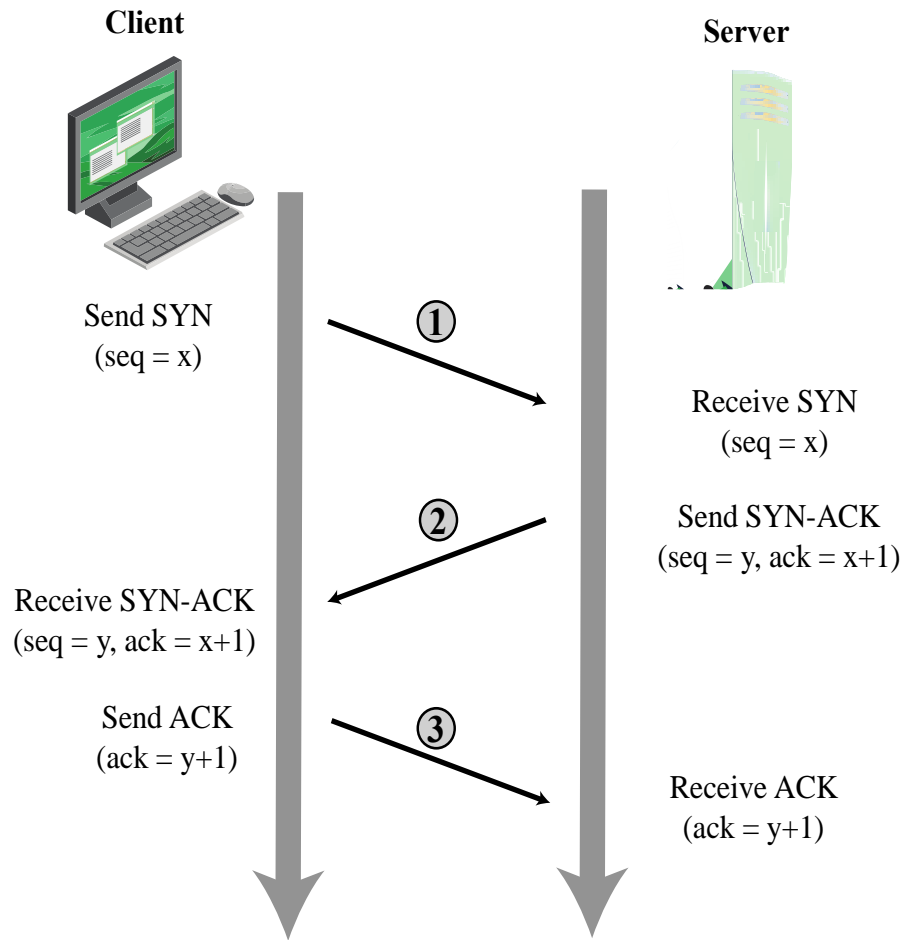 Client
Server
Send SYN
(seq = x)
1
Receive SYN
(seq = x)
2
Send SYN-ACK
(seq = y, ack = x+1)
Receive SYN-ACK
(seq = y, ack = x+1)
Send ACK
(ack = y+1)
3
Receive ACK
(ack = y+1)